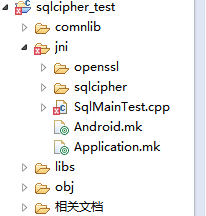 sqlcipher_test
comnlib
jni
openssl
sqlcipher
SqlMainTest.cpp
Android.mk
Application.mk
libs
obj
相关文档